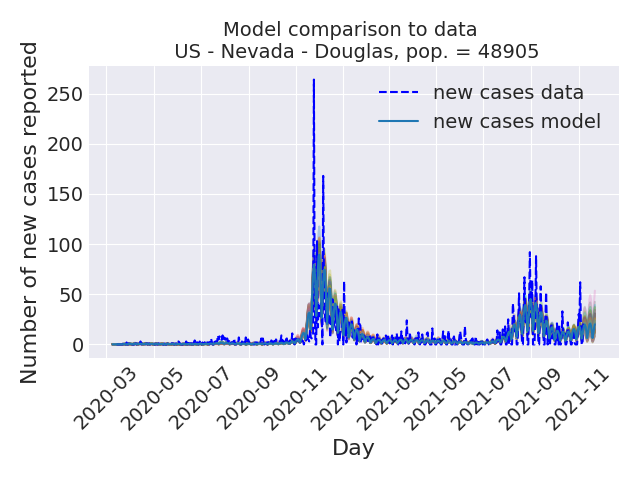 Model comparison to data
US - Nevada - Douglas, pop. = 48905
Number of new cases reported
250
200
150
100
50
0
new cases data
new cases model
2020-03
2020-05
2020-07
2020-09
2020-11
2021-01
2021-03
2021-05
2021-07
2021-09
2021-11
Day